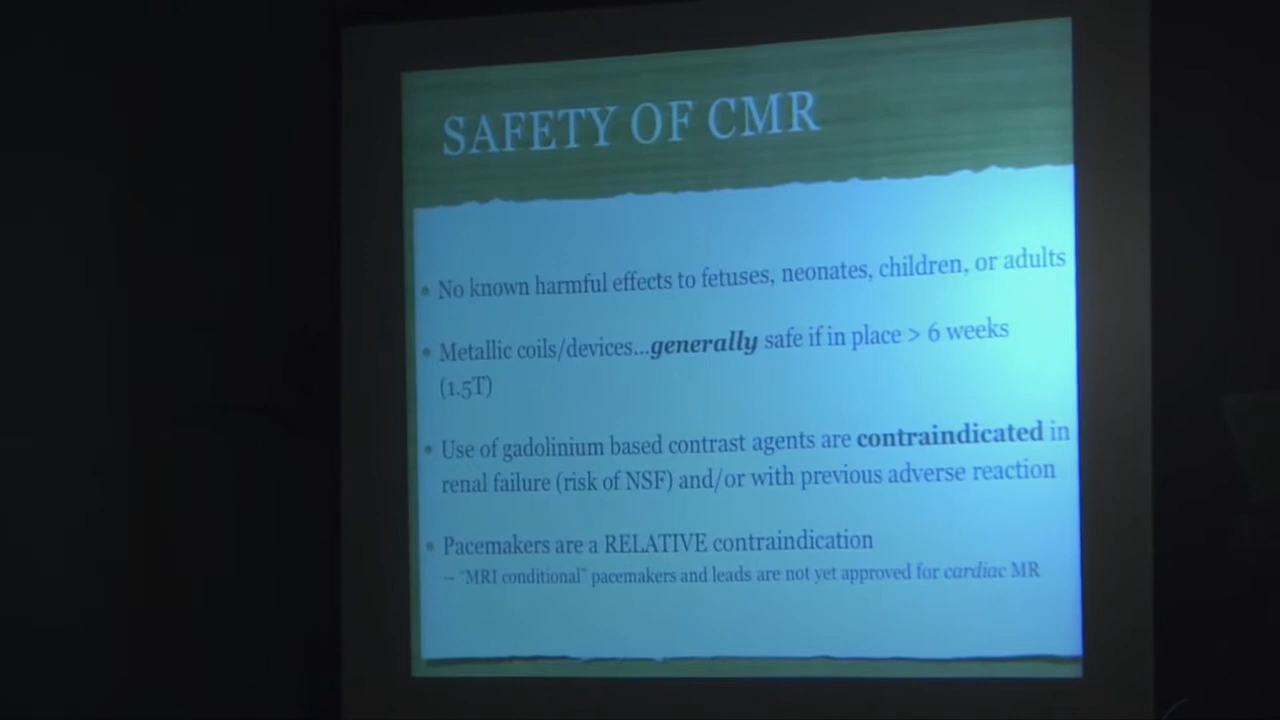 SAFETY OF CMR
• No known harmful effects to fetuses, neonates, children, or adults
• Metallic coils/devices...generally safe if in place > 6 weeks
(1.5T)
• Use of gadolinium based contrast agents are contraindicated in
renal failure (risk of NSF) and/or with previous adverse reaction
• Pacemakers are a RELATIVE contraindication
– "MRI conditional" pacemakers and leads are not yet approved for cardiac MR